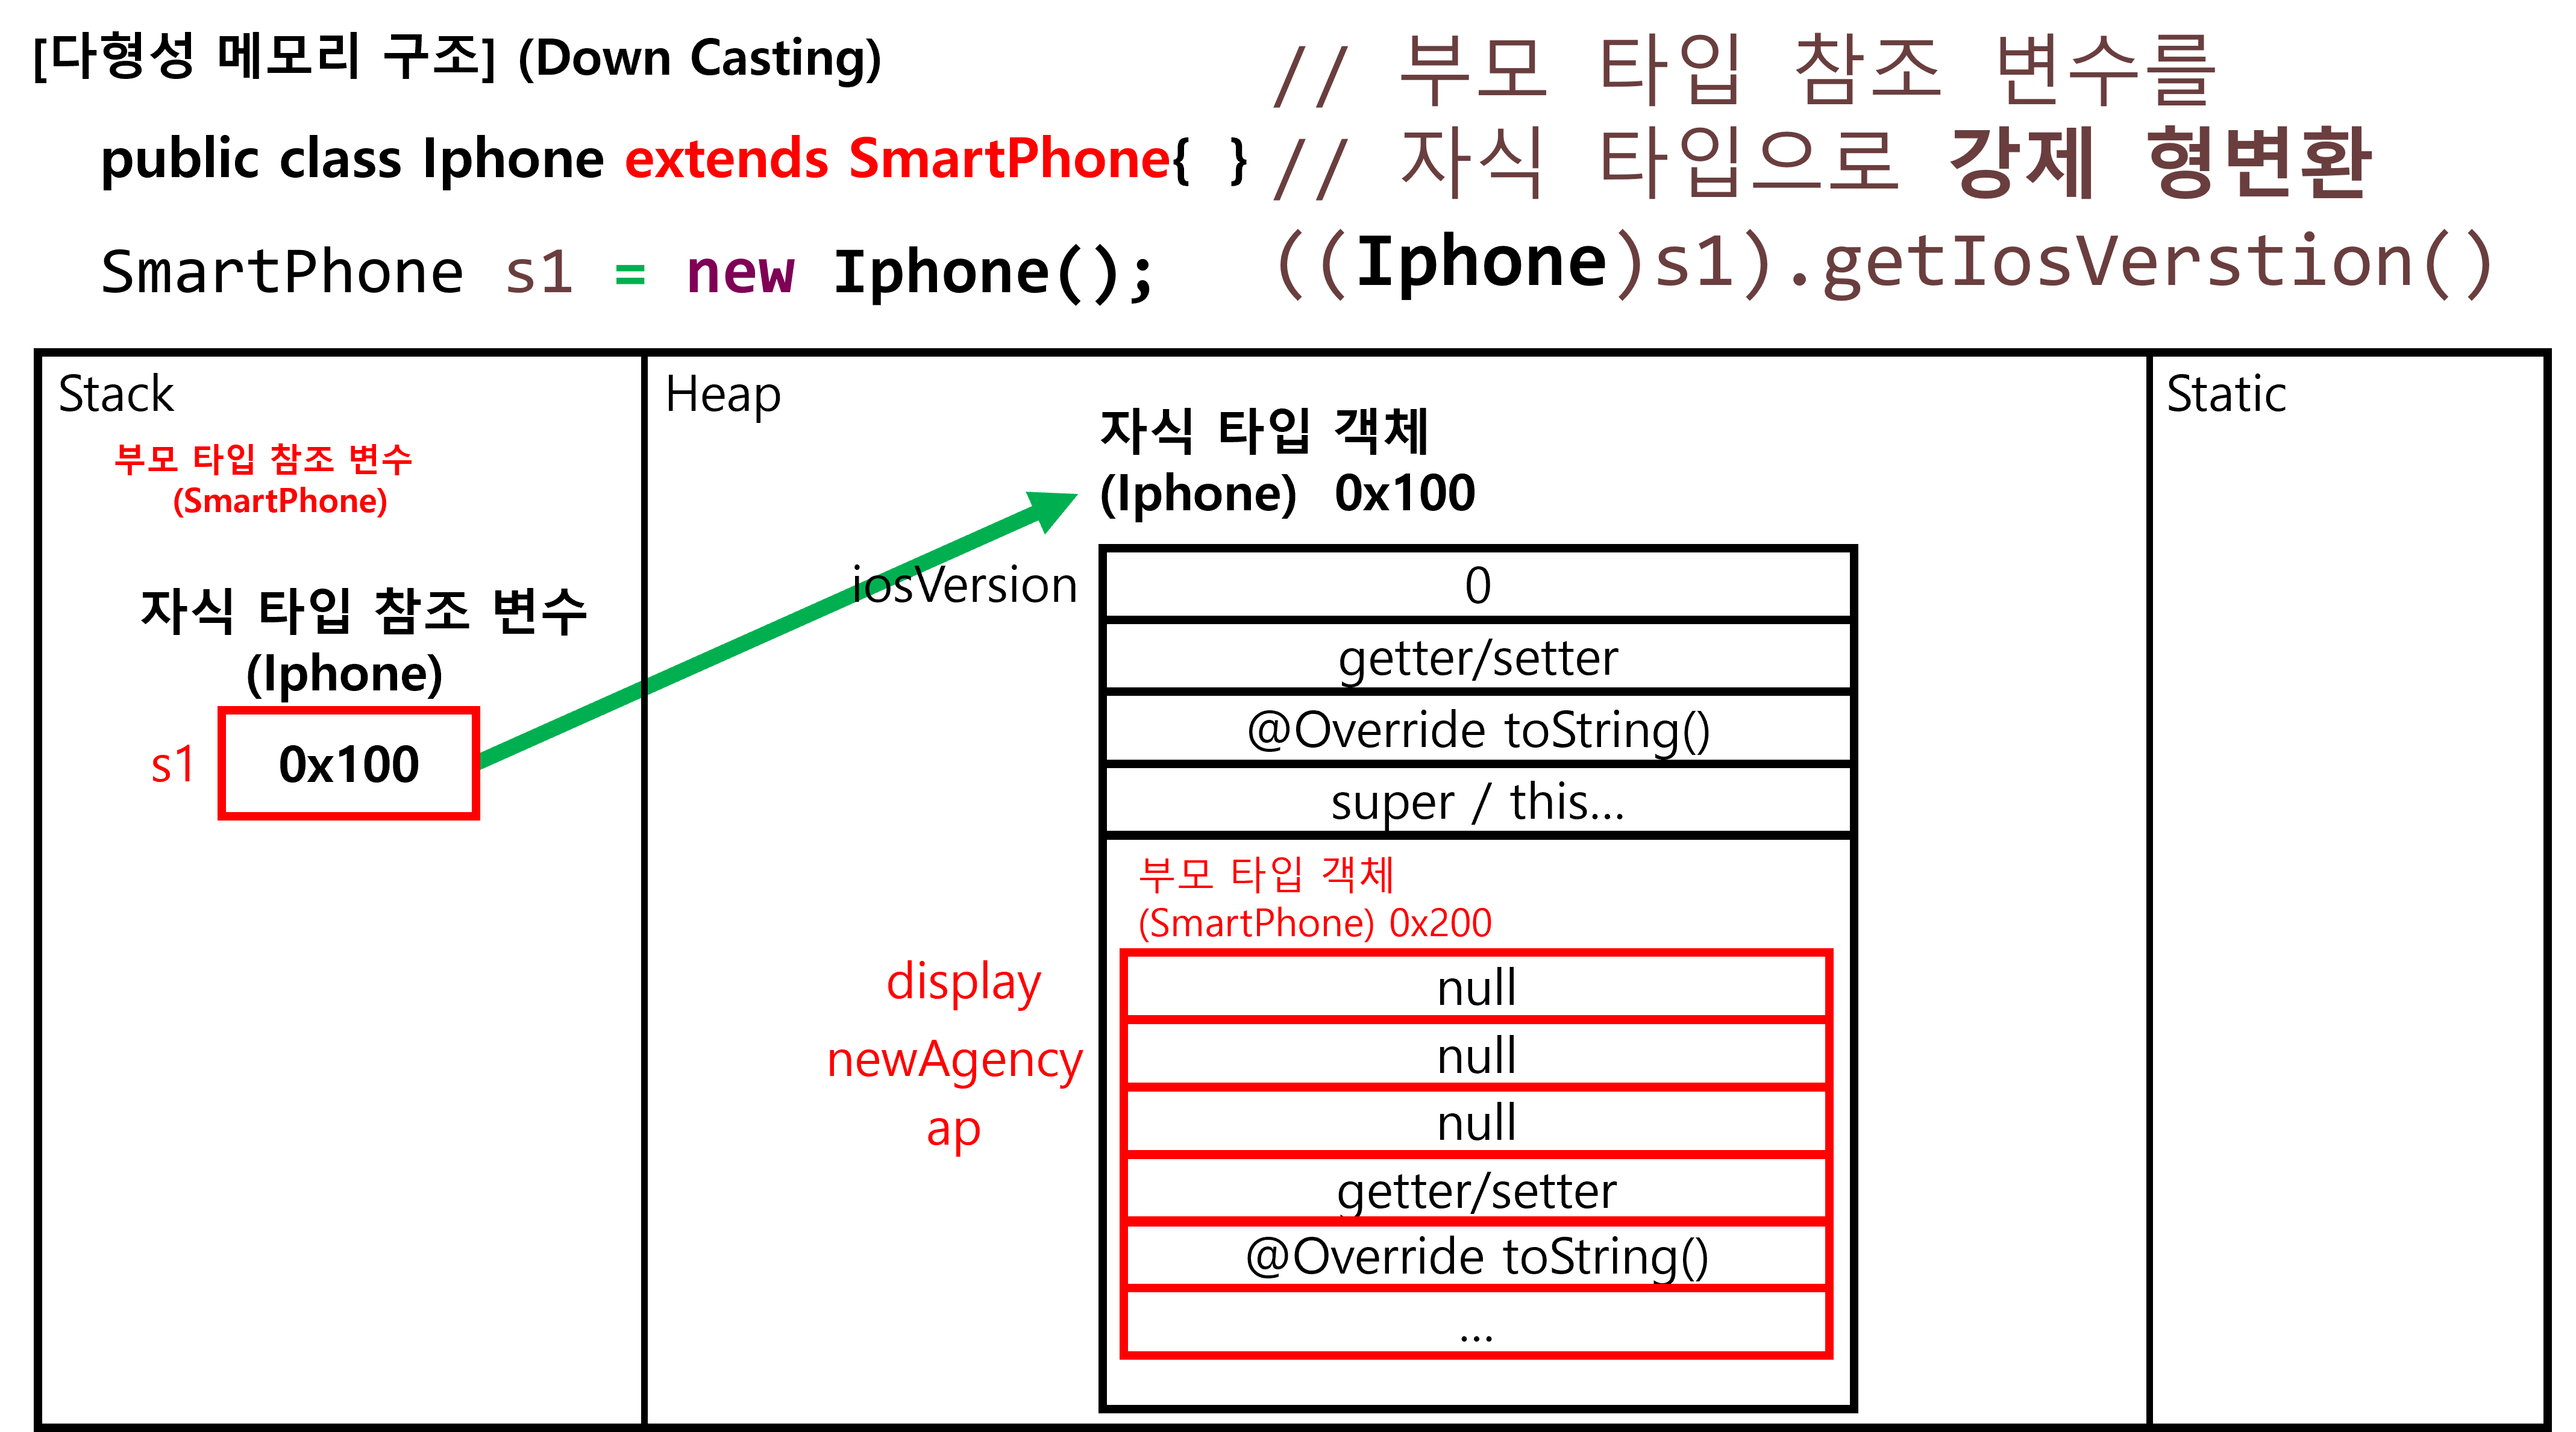 [다형성 메모리 구조] (Down Casting)
public class Iphone extends SmartPhone{ }
SmartPhone s1 = new Iphone();
// 부모 타입 참조 변수를
// 자식 타입으로 강제 형변환
((Iphone)s1).getIosVerstion()
Stack
부모 타입 참조 변수
(SmartPhone)
자식 타입 참조 변수
(Iphone)
s1 0x100
Heap
자식 타입 객체
(Iphone) 0x100
iosVersion 0
getter/setter
@Override toString()
super / this...
부모 타입 객체
(SmartPhone) 0x200
display null
newAgency null
ap null
getter/setter
@Override toString()
...
Static